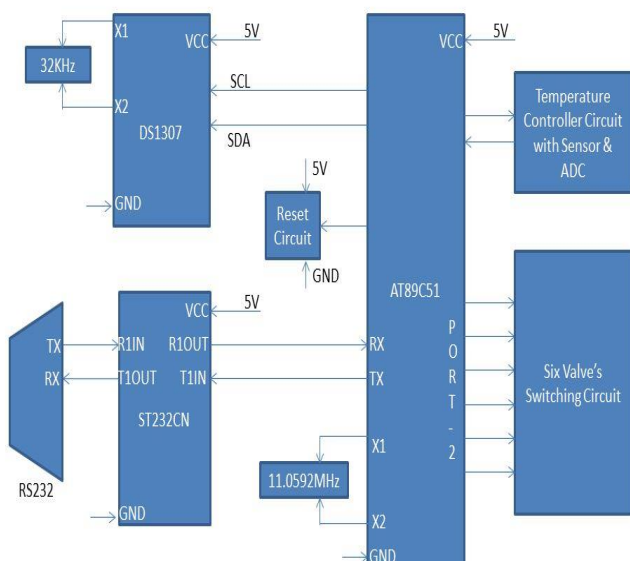 X1
32KHz
X2
VCC
5V
SCL
SDA
DS1307
GND
5V
Reset
Circuit
GND
VCC
5V
AT89C51
Temperature
Controller Circuit
with Sensor &
ADC
VCC
5V
TX
RX
RS232
R1IN
R1OUT
T1OUT
T1IN
ST232CN
GND
RX
TX
X1
11.0592MHz
X2
GND
P
O
R
T
-
2
Six Valve's
Switching Circuit